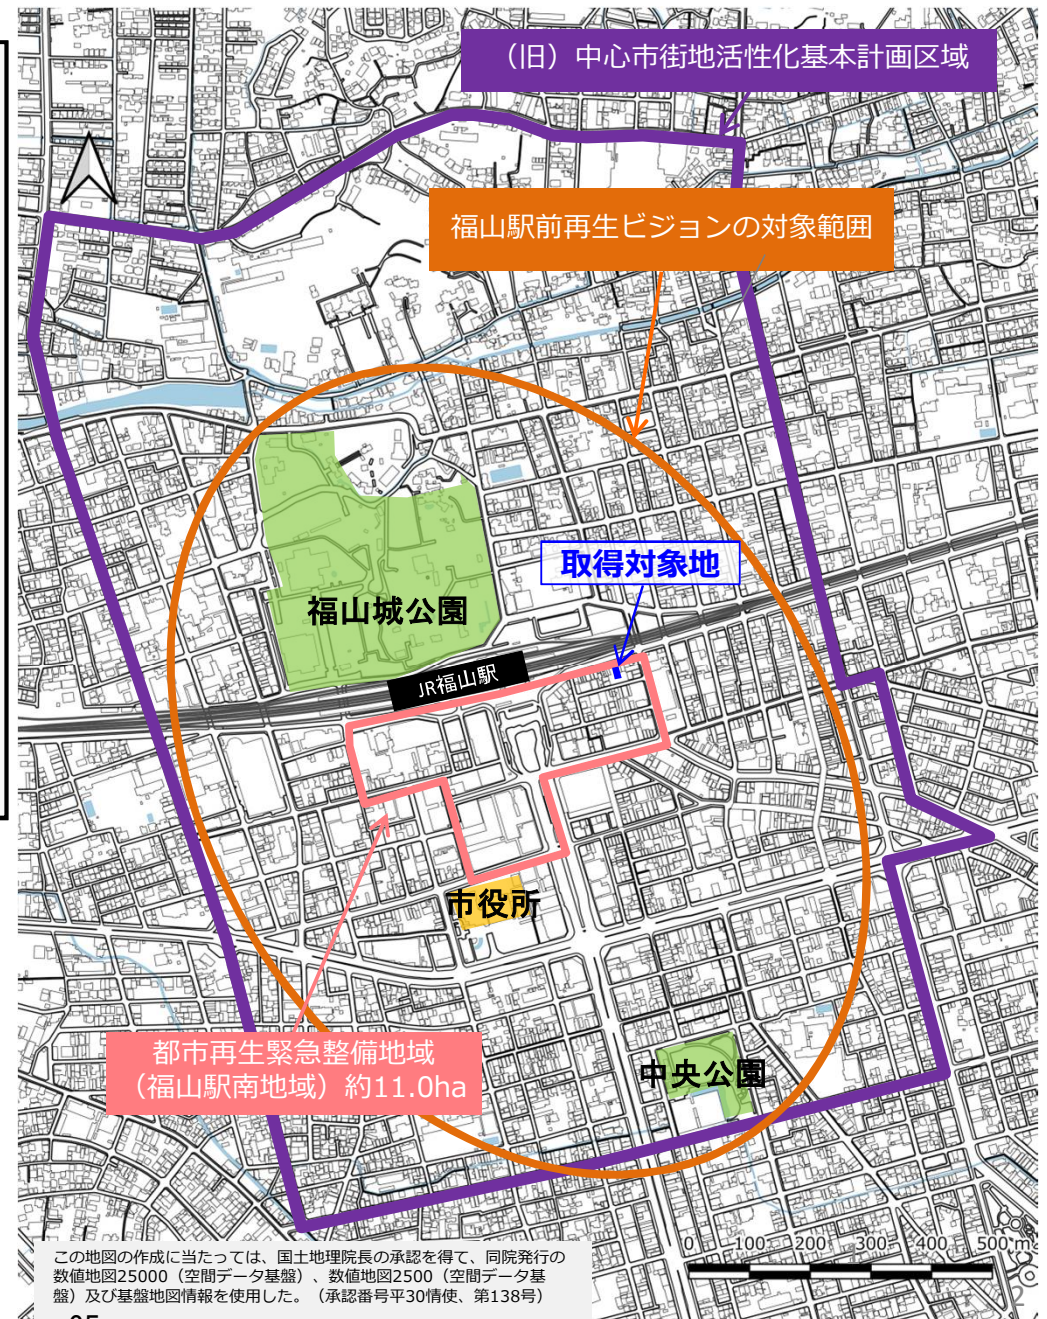 （旧）中心市街地活性化基本計画区域
福山駅前再生ビジョンの対象範囲
取得対象地
福山城公園
JR福山駅
市役所
都市再生緊急整備地域
（福山駅南地域）約11.0ha
中央公園
0 100 200 300 400 500 m
この地図の作成に当たっては、国土地理院長の承認を得て、同院発行の
数値地図25000（空間データ基盤）、数値地図2500（空間データ基
盤）及び基盤地図情報を使用した。（承認番号平30情使、第138号）